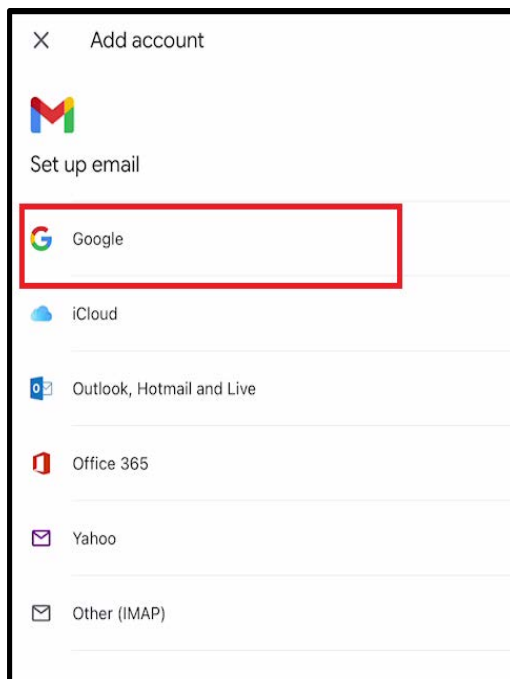 Add account
Set up email
Google
iCloud
Outlook, Hotmail and Live
Office 365
Yahoo
Other (IMAP)